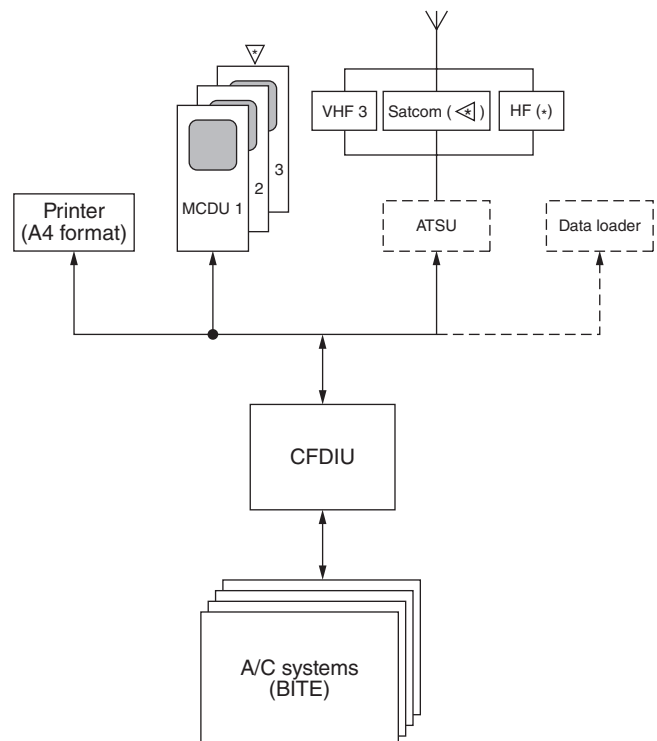 *
VHF 3
Satcom ( * )
HF (*)
3
2
MCDU 1
Printer
(A4 format)
ATSU
Data loader
CFDIU
A/C systems
(BITE)